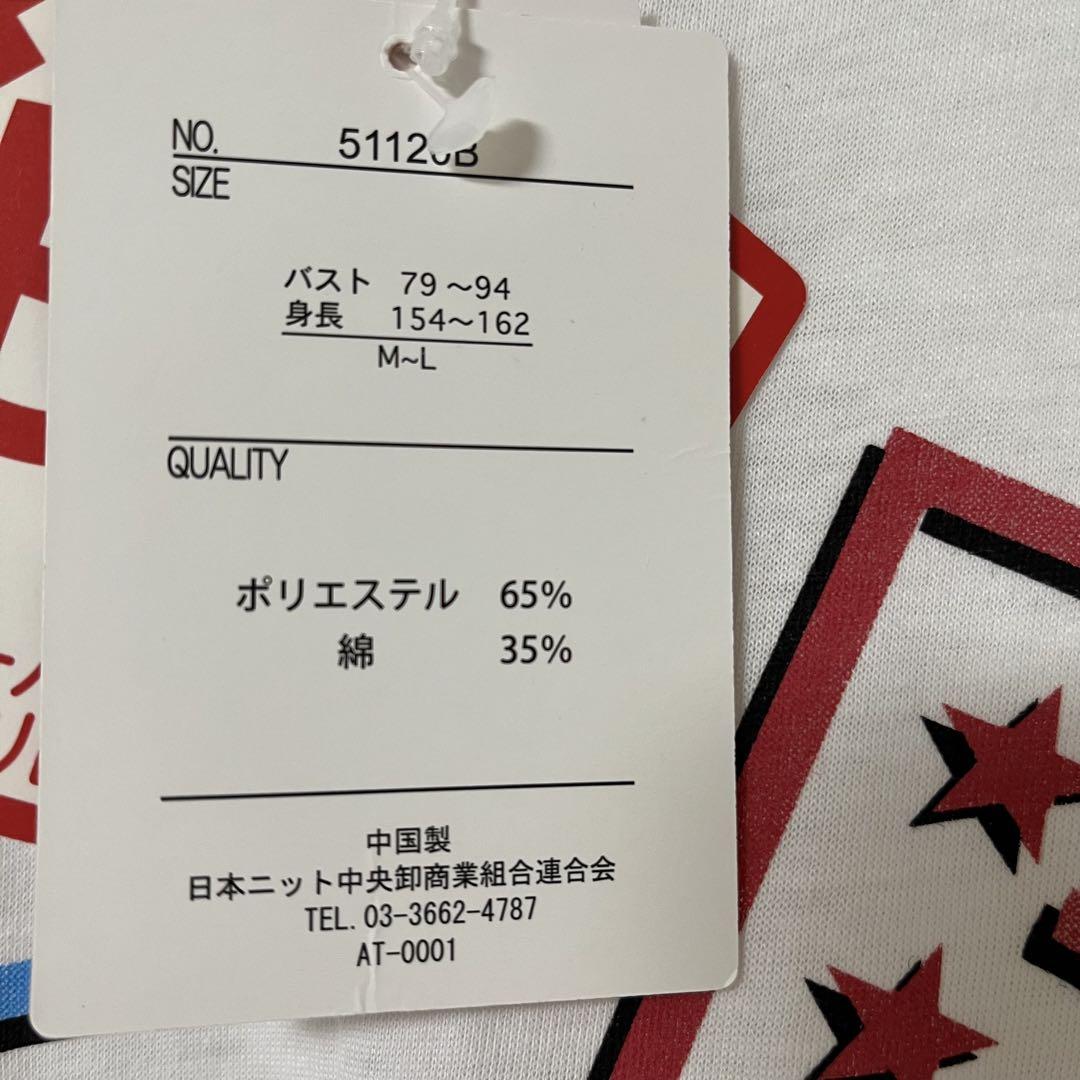 NO.
SIZE
バスト 79～94
身長 154～162
M~L
QUALITY
ポリエステル 65%
綿 35%
中国製
日本ニット中央卸商業組合連合会
TEL. 03-3662-4787
AT-0001